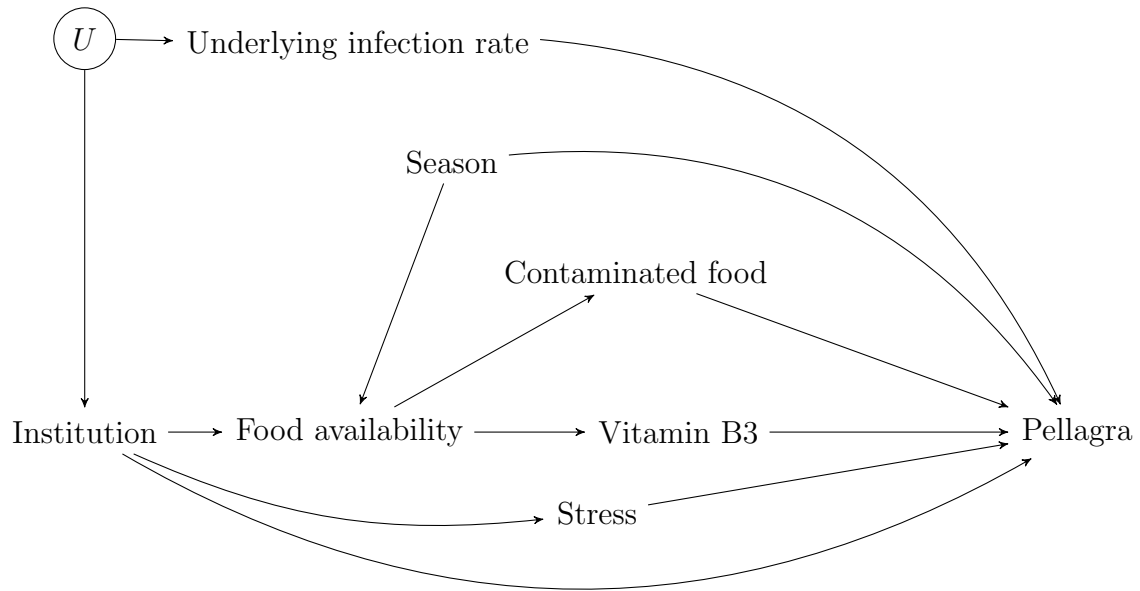 U
Underlying infection rate
Season
Contaminated food
Institution
Food availability
Vitamin B3
Pellagra
Stress